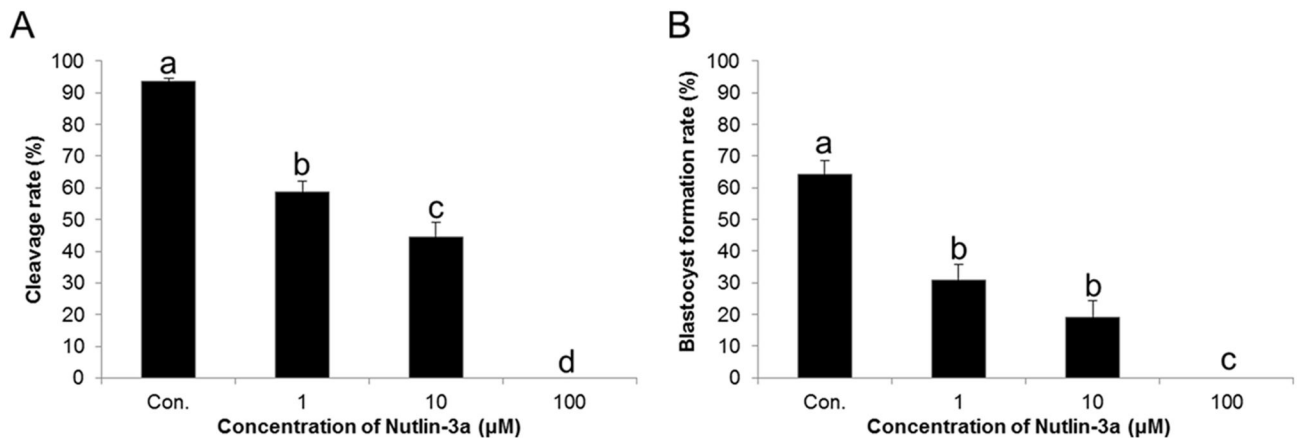 A
Cleavage rate (%)
100
90
80
70
60
50
40
30
20
10
0
a
b
c
d
Con. 1 10 100
Concentration of Nutlin-3a (µM)
B
Blastocyst formation rate (%)
100
90
80
70
60
50
40
30
20
10
0
a
b
b
c
Con. 1 10 100
Concentration of Nutlin-3a (µM)